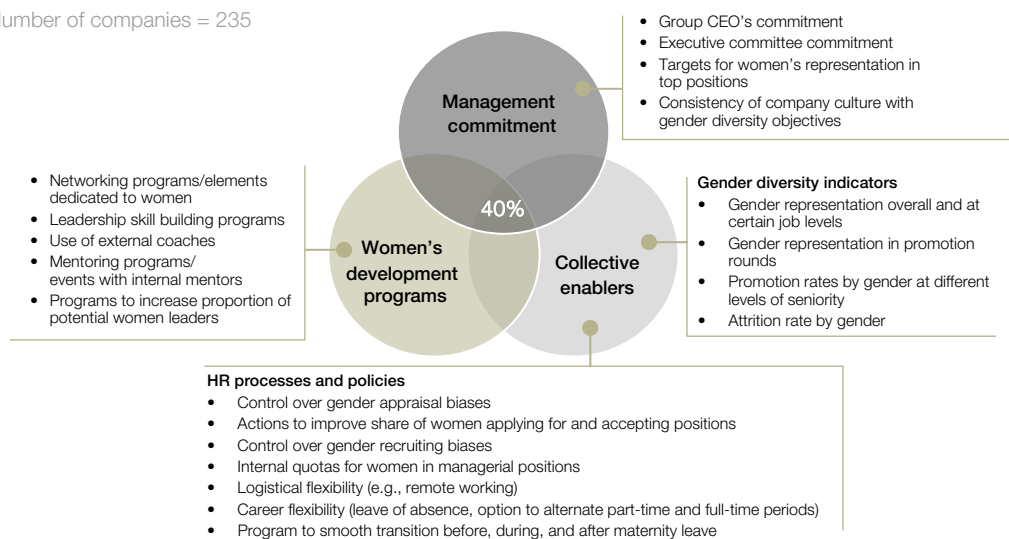 umber of companies = 235
• Group CEO's commitment
• Executive committee commitment
• Targets for women's representation in
top positions
• Consistency of company culture with
gender diversity objectives
Management
commitment
• Networking programs/elements
dedicated to women
• Leadership skill building programs
• Use of external coaches
• Mentoring programs/
events with internal mentors
• Programs to increase proportion of
potential women leaders
40%
Women's
development
programs
Collective
enablers
Gender diversity indicators
• Gender representation overall and at
certain job levels
• Gender representation in promotion
rounds
• Promotion rates by gender at different
levels of seniority
• Attrition rate by gender
HR processes and policies
• Control over gender appraisal biases
• Actions to improve share of women applying for and accepting positions
• Control over gender recruiting biases
• Internal quotas for women in managerial positions
• Logistical flexibility (e.g., remote working)
• Career flexibility (leave of absence, option to alternate part-time and full-time periods)
• Program to smooth transition before, during, and after maternity leave